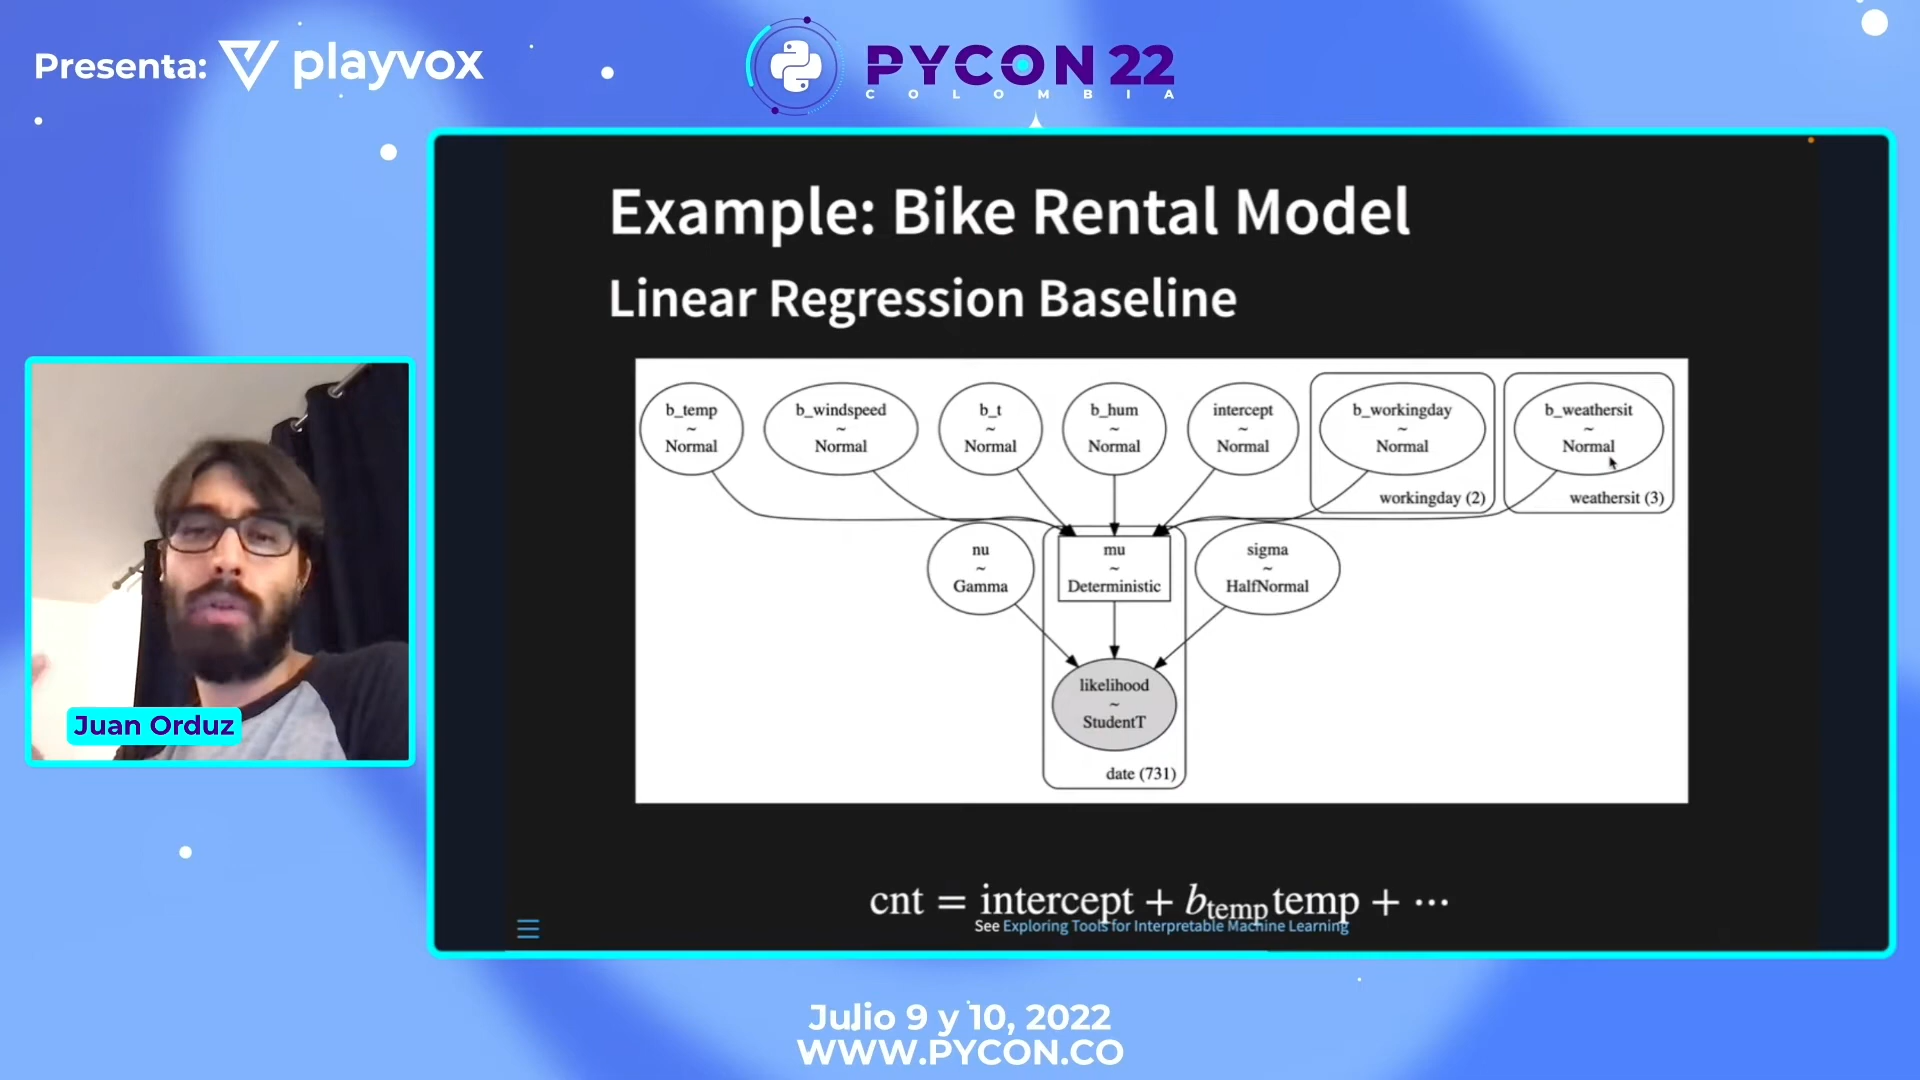 Presenta: playvox
PYCON 22
COLOMBIA
Example: Bike Rental Model
Linear Regression Baseline
b_temp
~
Normal
b_windspeed
~
Normal
b_t
~
Normal
b_hum
~
Normal
intercept
~
Normal
b_workingday
~
Normal
workingday (2)
b_weathersit
~
Normal
weathersit (3)
nu
~
Gamma
mu
~
Deterministic
sigma
~
HalfNormal
likelihood
~
StudentT
date (731)
cnt = intercept + b_temp temp + ⋯
See Exploring Tools for Interpretable Machine Learning
Juan Orduz
Julio 9 y 10, 2022
WWW.PYCON.CO